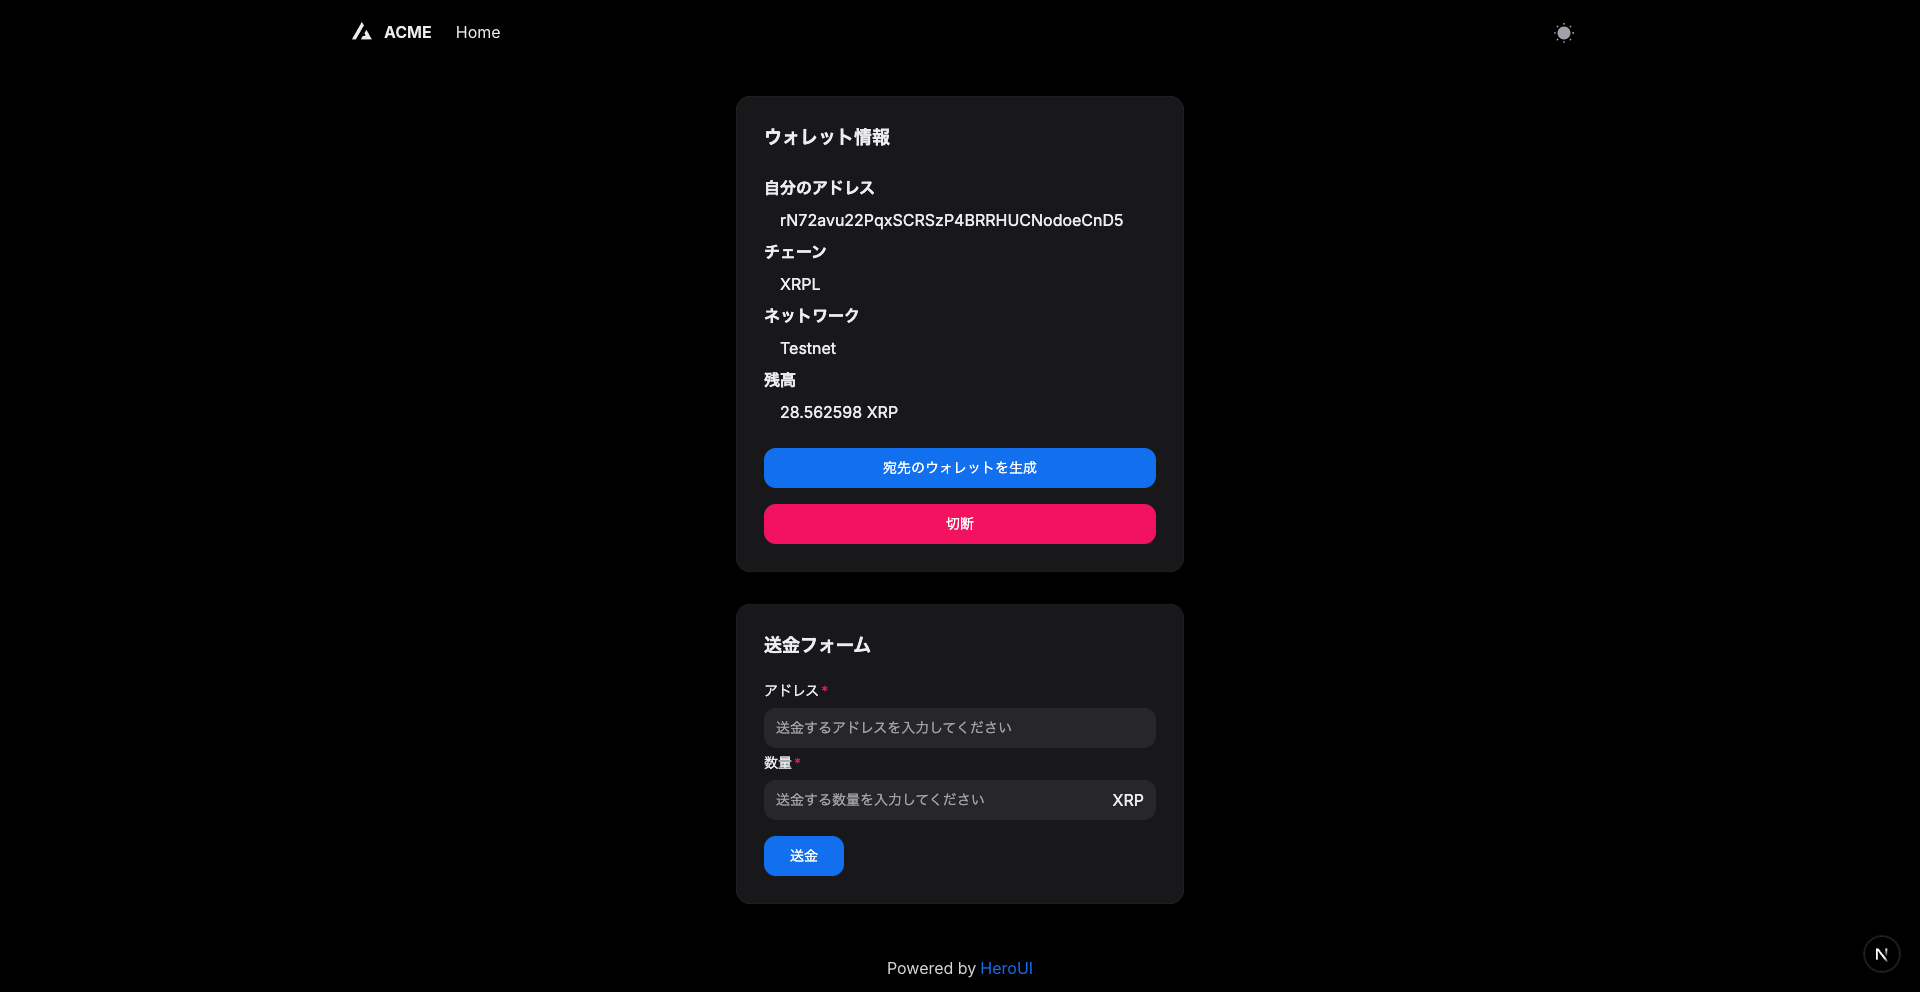 ACME Home
ウォレット情報
自分のアドレス
rN72avu22PqxSCRSzP4BRRHUCNodoeCnD5
チェーン
XRPL
ネットワーク
Testnet
残高
28.562598 XRP
宛先のウォレットを生成
切断
送金フォーム
アドレス*
送金するアドレスを入力してください
数量*
送金する数量を入力してください XRP
送金
Powered by HeroUI
N